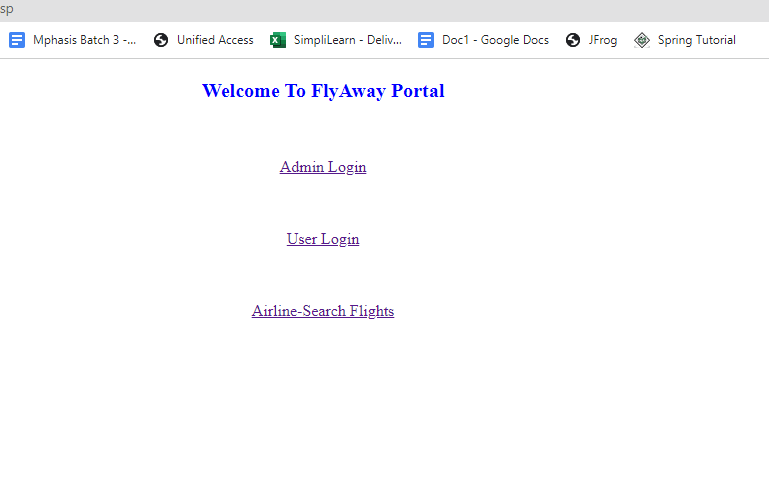 sp
Mphasis Batch 3 -... Unified Access SimpliLearn - Deliv... Doc1 - Google Docs JFrog Spring Tutorial
Welcome To FlyAway Portal
Admin Login
User Login
Airline-Search Flights